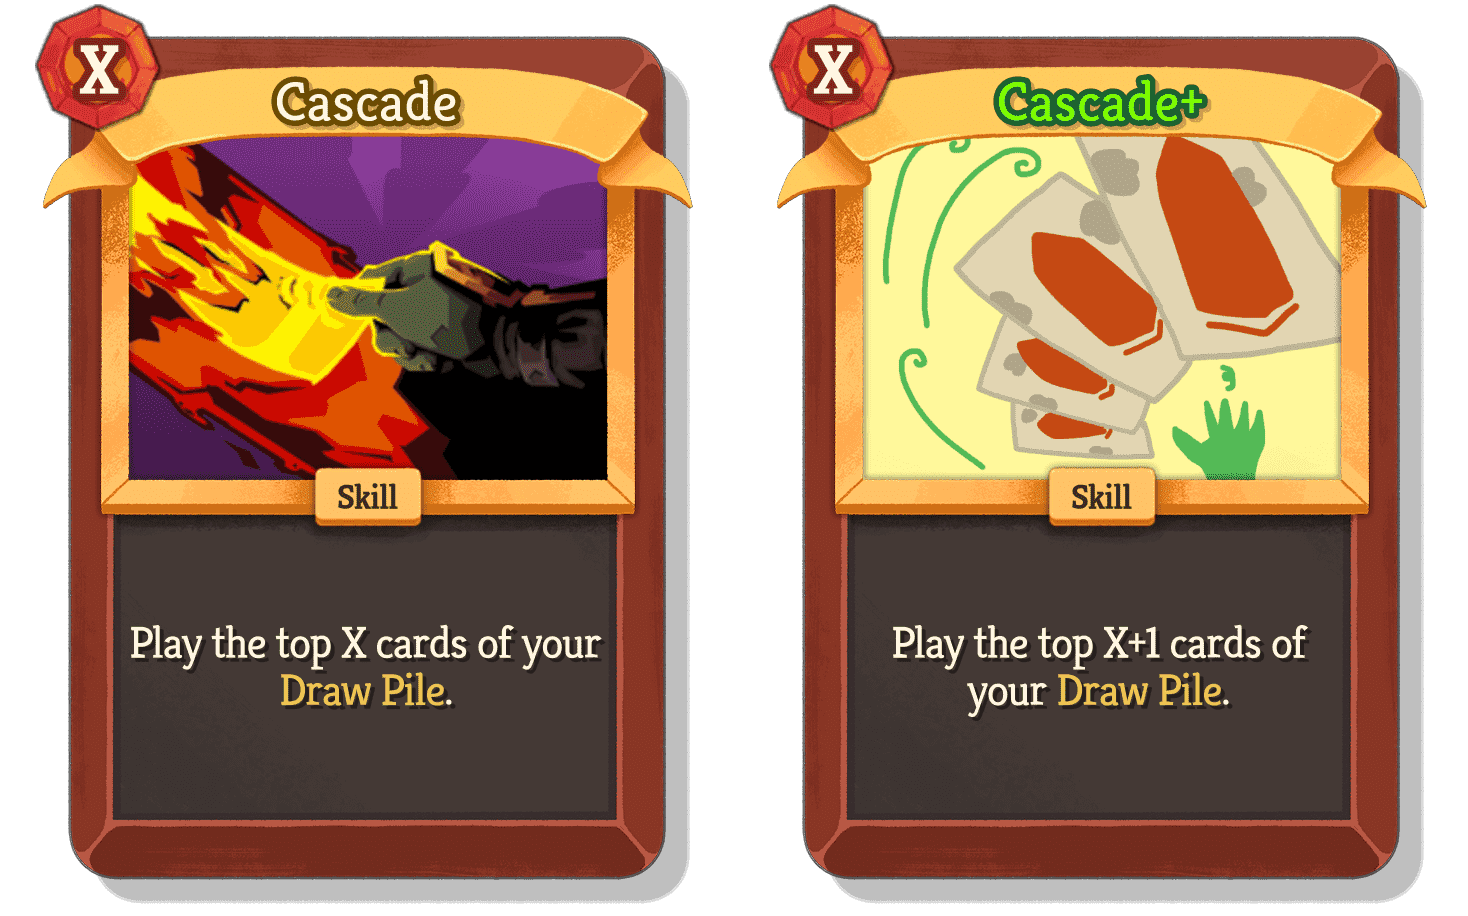 X
Cascade
Skill
Play the top X cards of your
Draw Pile.
X
Cascade+
Skill
Play the top X+1 cards of
your Draw Pile.